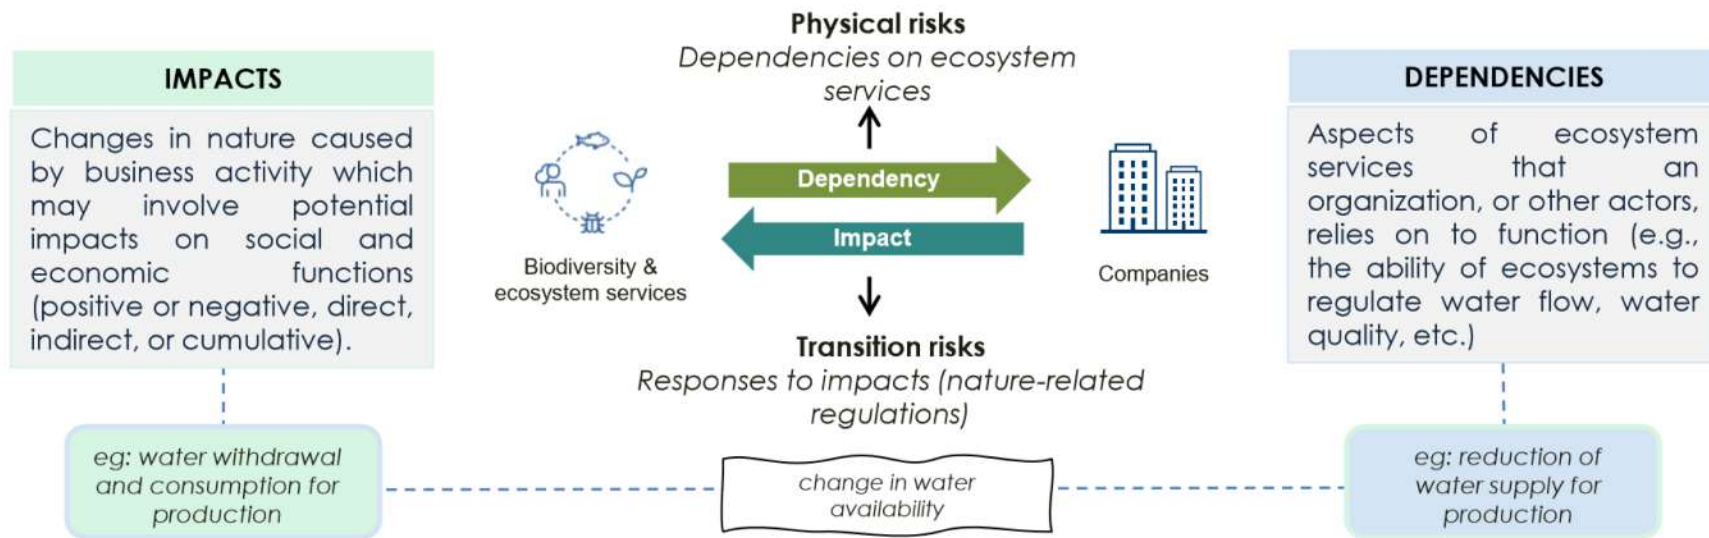 IMPACTS
Changes in nature caused
by business activity which
may involve potential
impacts on social and
economic functions
(positive or negative, direct,
indirect, or cumulative).
eg: water withdrawal
and consumption for
production
Physical risks
Dependencies on ecosystem
services
Dependency
Impact
Biodiversity &
ecosystem services
Companies
Transition risks
Responses to impacts (nature-related
regulations)
change in water
availability
DEPENDENCIES
Aspects of ecosystem
services that an
organization, or other actors,
relies on to function (e.g.,
the ability of ecosystems to
regulate water flow, water
quality, etc.)
eg: reduction of
water supply for
production